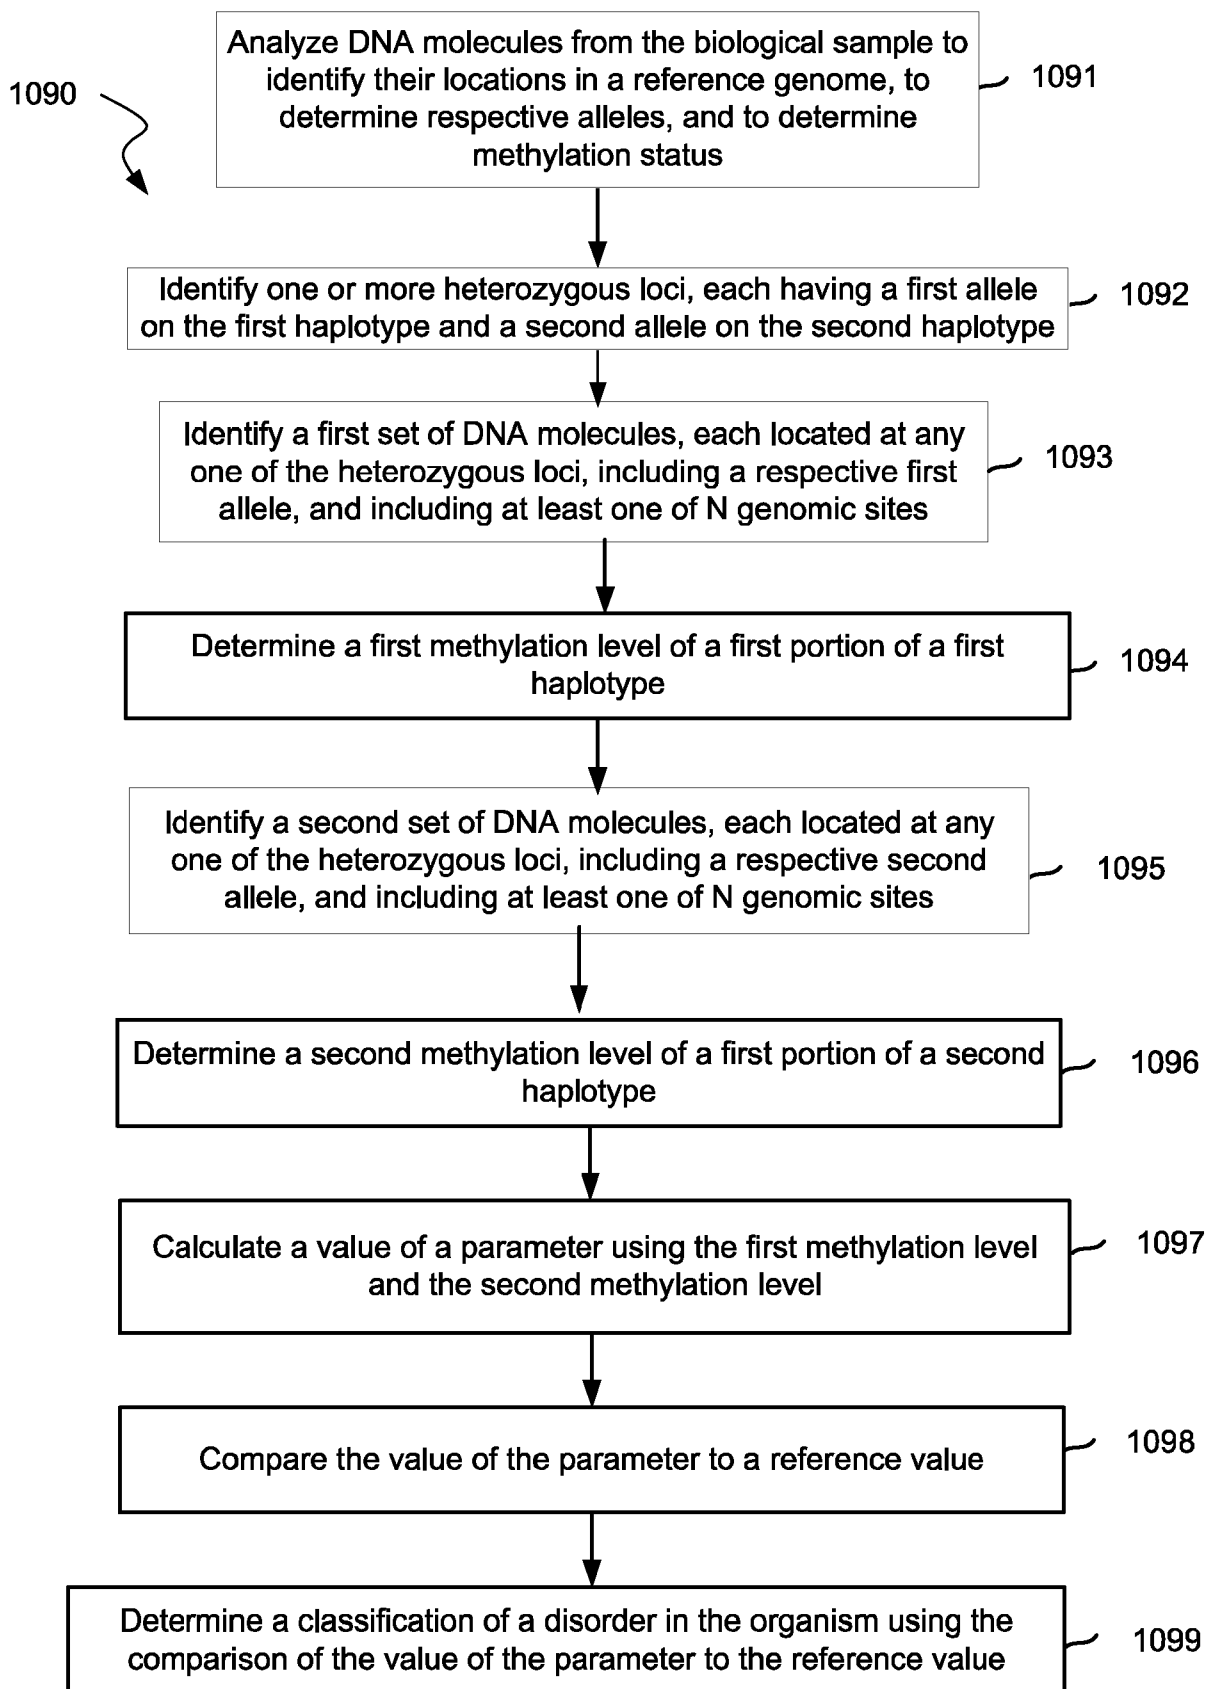 1090
Analyze DNA molecules from the biological sample to
identify their locations in a reference genome, to
determine respective alleles, and to determine
methylation status
1091
Identify one or more heterozygous loci, each having a first allele
on the first haplotype and a second allele on the second haplotype
1092
Identify a first set of DNA molecules, each located at any
one of the heterozygous loci, including a respective first
allele, and including at least one of N genomic sites
1093
Determine a first methylation level of a first portion of a first
haplotype
1094
Identify a second set of DNA molecules, each located at any
one of the heterozygous loci, including a respective second
allele, and including at least one of N genomic sites
1095
Determine a second methylation level of a first portion of a second
haplotype
1096
Calculate a value of a parameter using the first methylation level
and the second methylation level
1097
Compare the value of the parameter to a reference value
1098
Determine a classification of a disorder in the organism using the
comparison of the value of the parameter to the reference value
1099